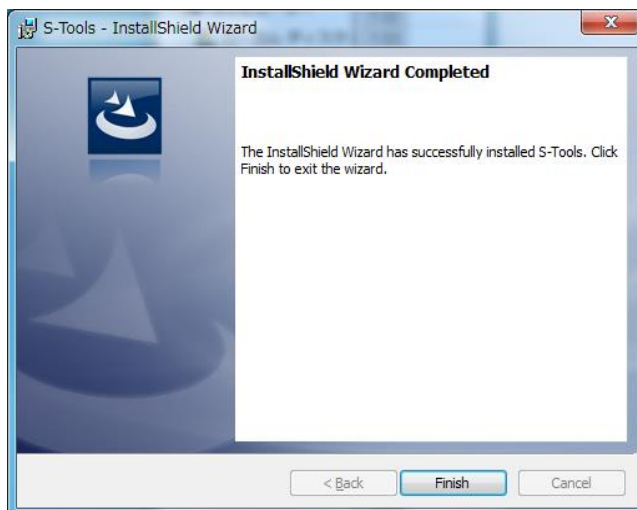 S-Tools - InstallShield Wizard
InstallShield Wizard Completed
The InstallShield Wizard has successfully installed S-Tools. Click
Finish to exit the wizard.
< Back
Finish
Cancel